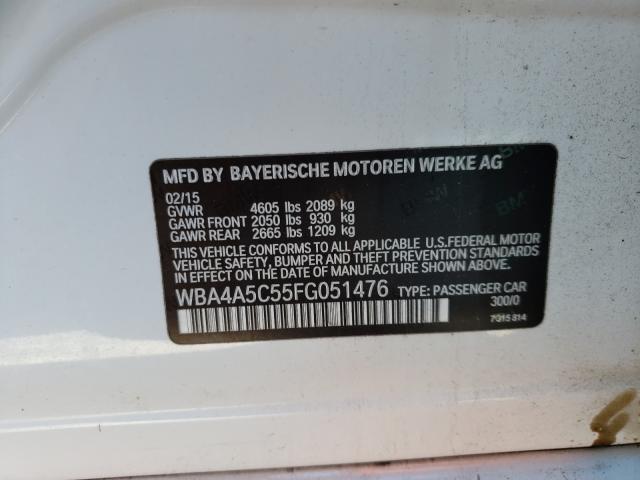 MFD BY BAYERISCHE MOTOREN WERKE AG
02/15
GVWR 4605 lbs 2089 kg
GAWR FRONT 2050 lbs 930 kg
GAWR REAR 2665 lbs 1209 kg
THIS VEHICLE CONFORMS TO ALL APPLICABLE U.S.FEDERAL MOTOR
VEHICLE SAFETY, BUMPER AND THEFT PREVENTION STANDARDS
IN EFFECT ON THE DATE OF MANUFACTURE SHOWN ABOVE.
WBA4A5C55FG051476 TYPE: PASSENGER CAR
300/0
7015814